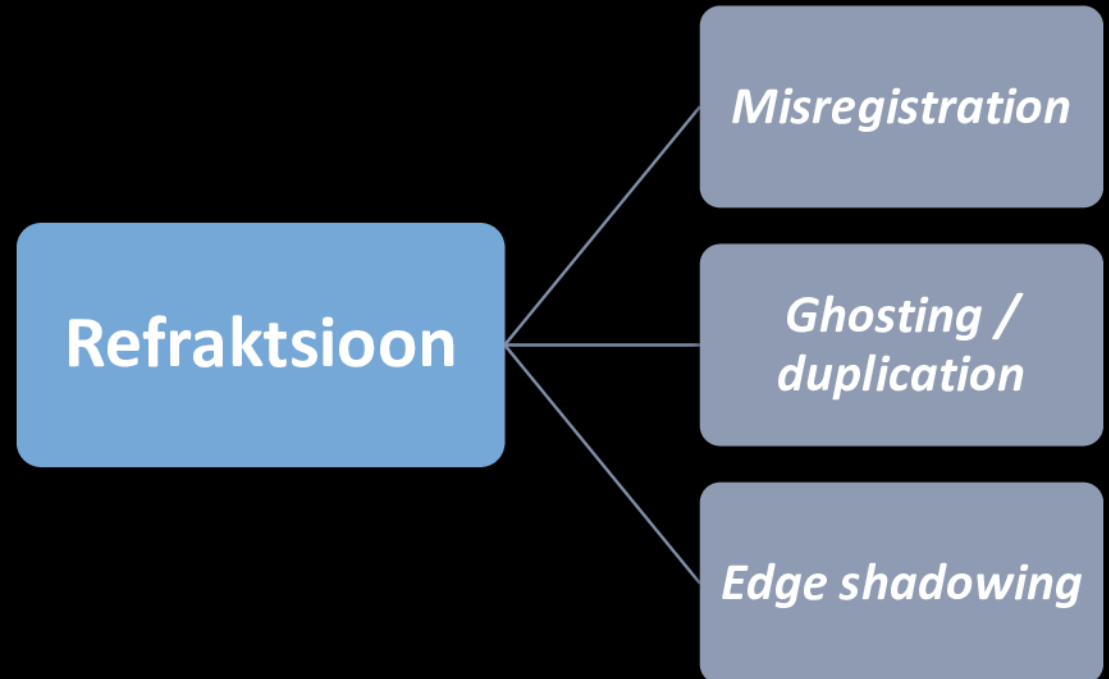 Refraktsioon
Misregistration
Ghosting /
duplication
Edge shadowing